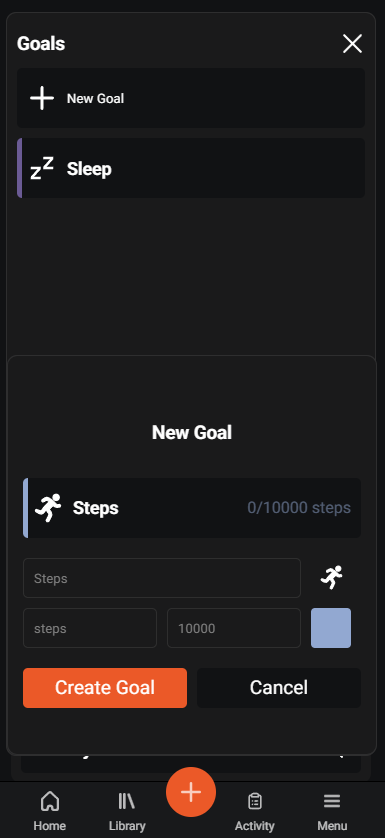 Goals
New Goal
Sleep
New Goal
Steps 0/10000 steps
Steps
steps 10000
Create Goal Cancel
Home Library Activity Menu